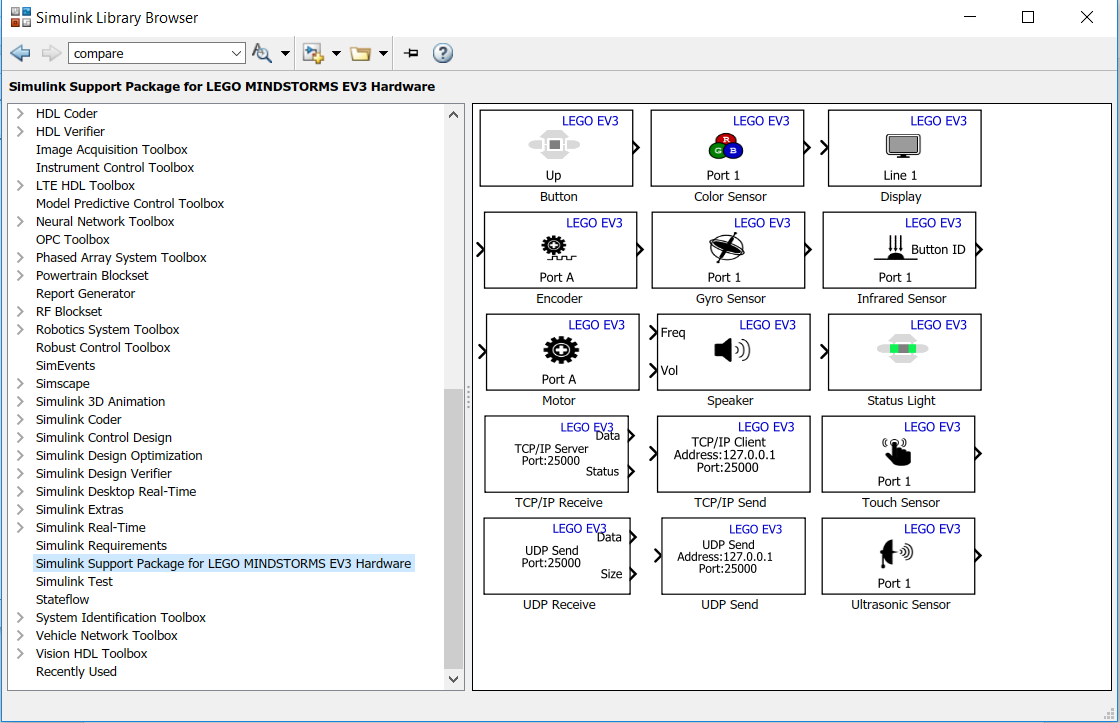 Simulink Library Browser
compare
Simulink Support Package for LEGO MINDSTORMS EV3 Hardware
HDL Coder
HDL Verifier
Image Acquisition Toolbox
Instrument Control Toolbox
LTE HDL Toolbox
Model Predictive Control Toolbox
Neural Network Toolbox
OPC Toolbox
Phased Array System Toolbox
Powertrain Blockset
Report Generator
RF Blockset
Robotics System Toolbox
Robust Control Toolbox
SimEvents
Simscape
Simulink 3D Animation
Simulink Coder
Simulink Control Design
Simulink Design Optimization
Simulink Design Verifier
Simulink Desktop Real-Time
Simulink Extras
Simulink Real-Time
Simulink Requirements
Simulink Support Package for LEGO MINDSTORMS EV3 Hardware
Simulink Test
Stateflow
System Identification Toolbox
Vehicle Network Toolbox
Vision HDL Toolbox
Recently Used
LEGO EV3
Up
Button
LEGO EV3
R
G B
Port 1
Color Sensor
LEGO EV3
Line 1
Display
LEGO EV3
Port A
Encoder
LEGO EV3
Port 1
Gyro Sensor
LEGO EV3
Button ID
Port 1
Infrared Sensor
LEGO EV3
Port A
Motor
LEGO EV3
Freq
Vol
Speaker
LEGO EV3
Status Light
LEGO EV3
Data
TCP/IP Server
Port:25000
Status
TCP/IP Receive
LEGO EV3
TCP/IP Client
Address:127.0.0.1
Port:25000
TCP/IP Send
LEGO EV3
Port 1
Touch Sensor
LEGO EV3
Data
UDP Send
Port:25000
Size
UDP Receive
LEGO EV3
UDP Send
Address:127.0.0.1
Port:25000
UDP Send
LEGO EV3
Port 1
Ultrasonic Sensor